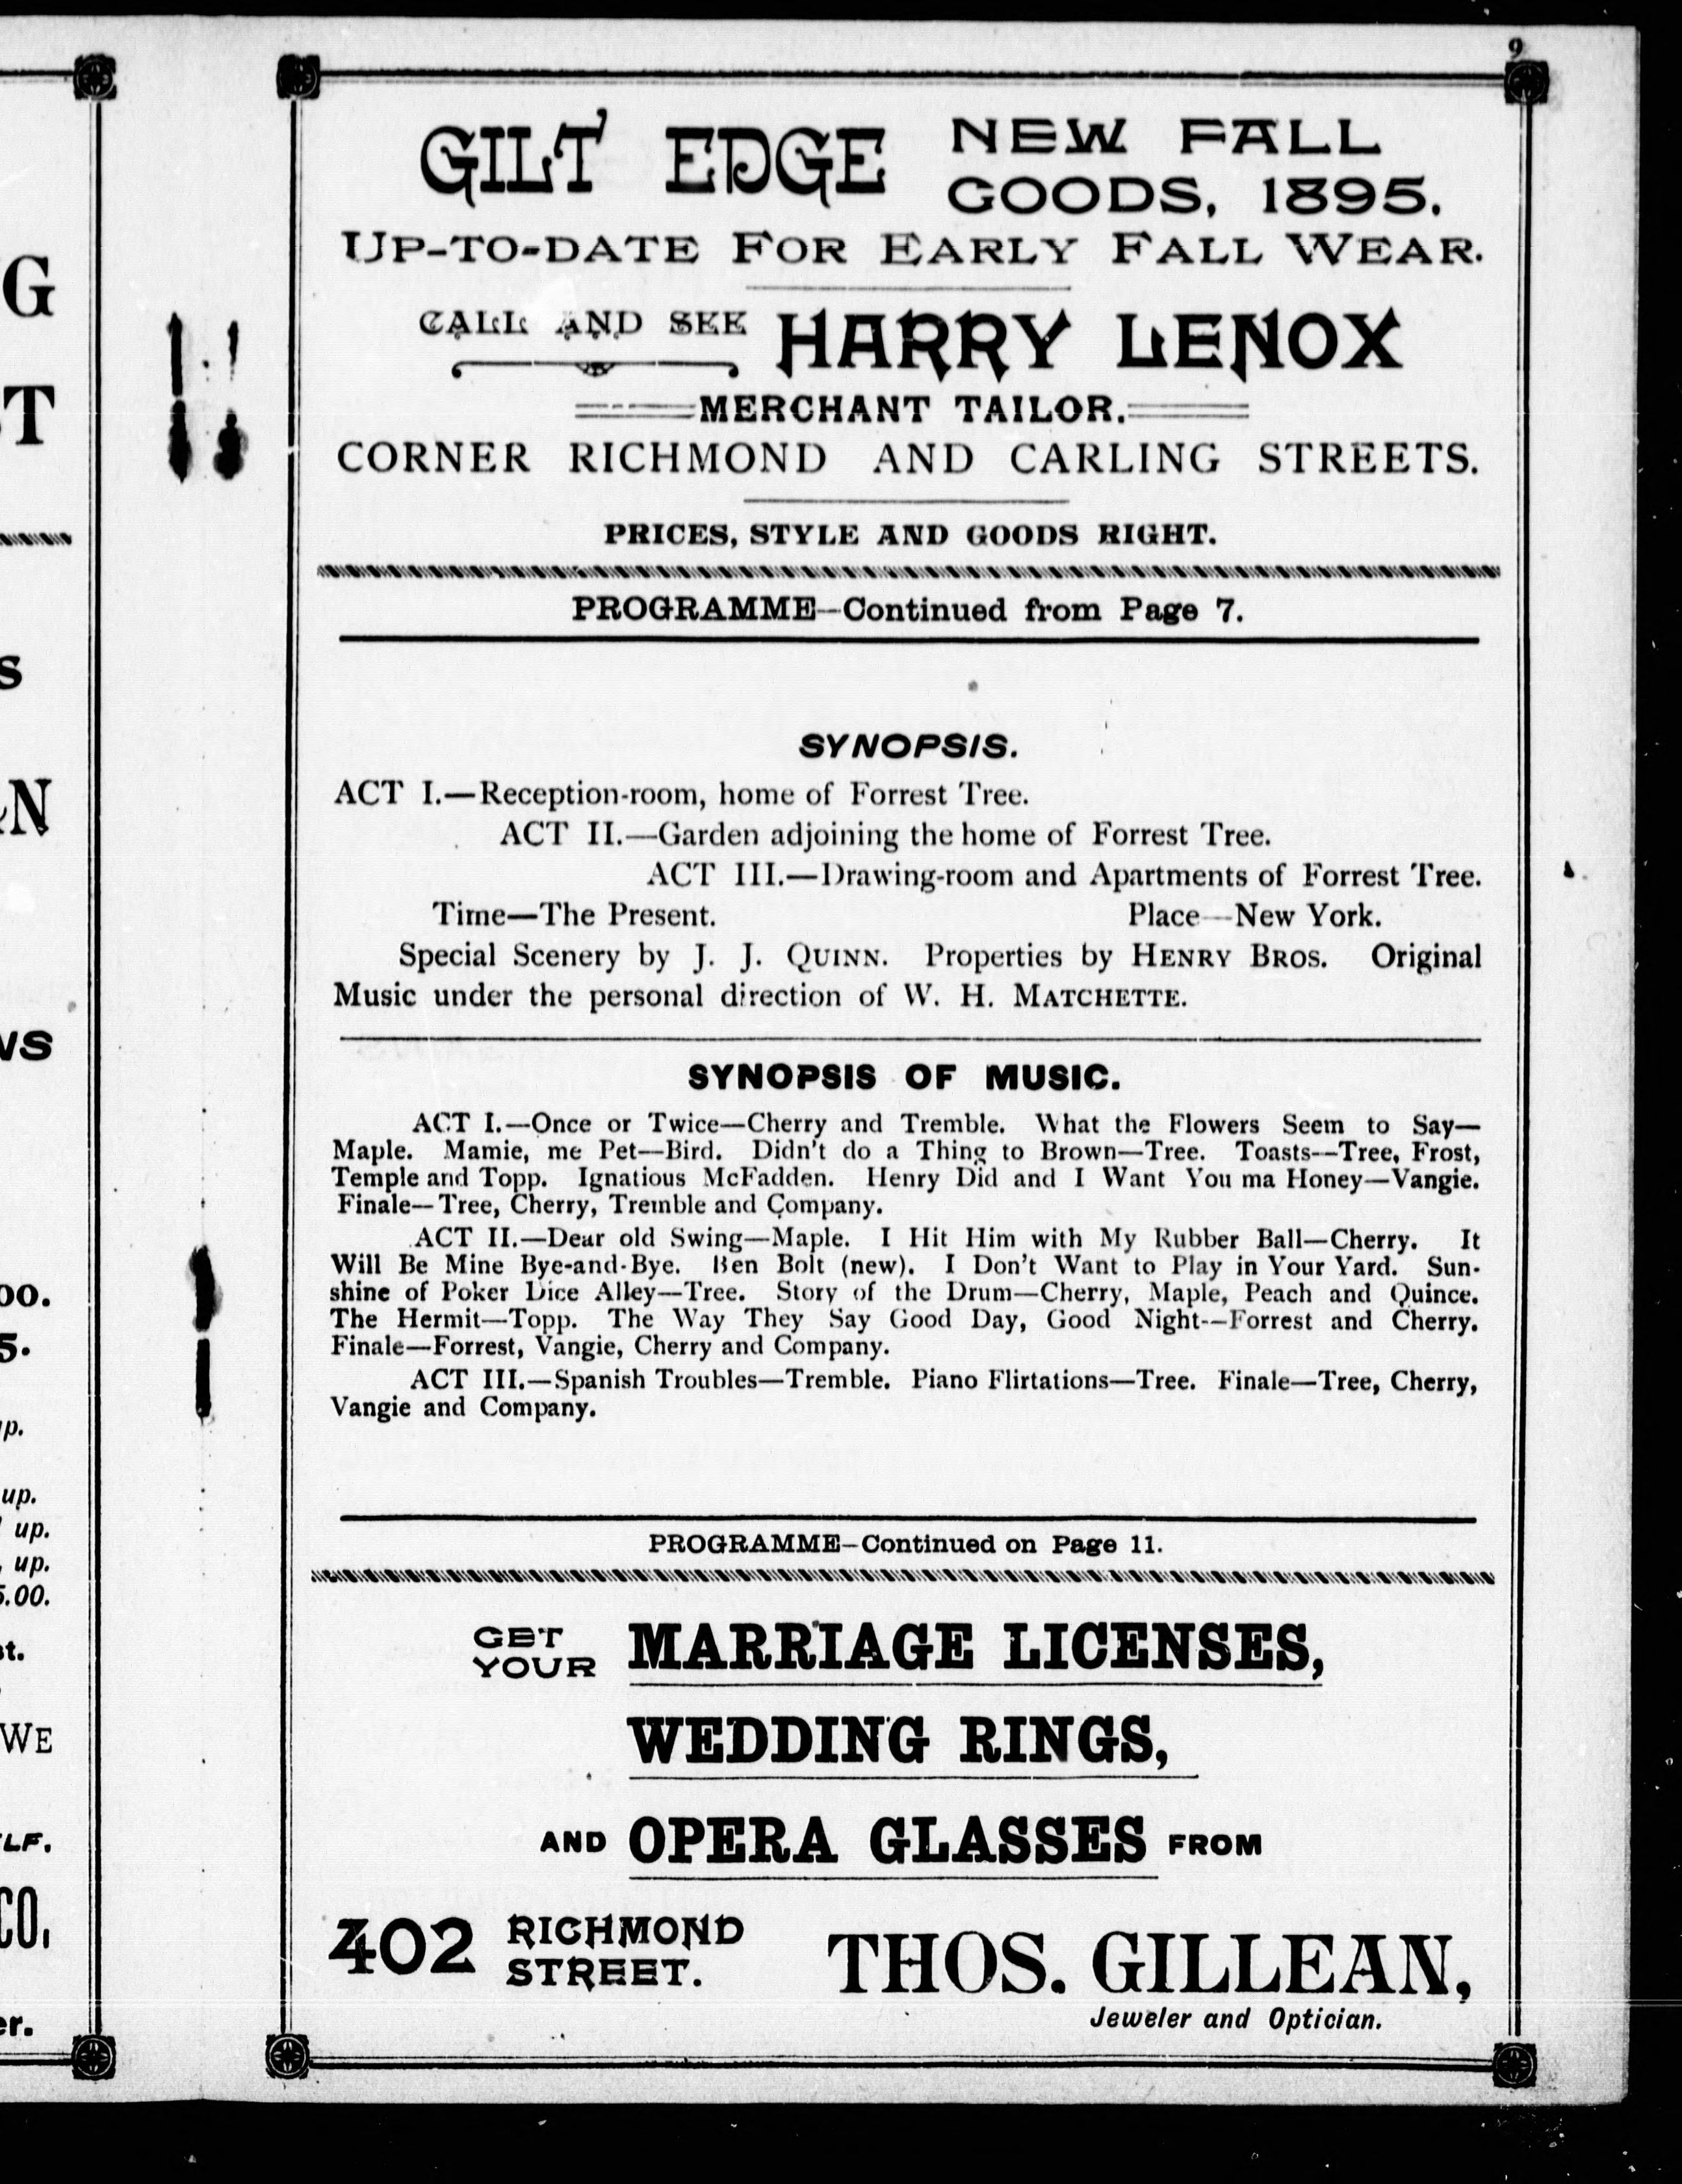 9
GILT EDGE NEW FALL
GOODS, 1895.
UP-TO-DATE FOR EARLY FALL WEAR.
CALL AND SEE HARRY LENOX
MERCHANT TAILOR.
CORNER RICHMOND AND CARLING STREETS.
PRICES, STYLE AND GOODS RIGHT.
PROGRAMME—Continued from Page 7.
SYNOPSIS.
ACT I.—Reception-room, home of Forrest Tree.
ACT II.—Garden adjoining the home of Forrest Tree.
ACT III.—Drawing-room and Apartments of Forrest Tree.
Time—The Present. Place—New York.
Special Scenery by J. J. QUINN. Properties by HENRY BROS. Original
Music under the personal direction of W. H. MATCHETTE.
SYNOPSIS OF MUSIC.
ACT I.—Once or Twice—Cherry and Tremble. What the Flowers Seem to Say—
Maple. Mamie, me Pet—Bird. Didn't do a Thing to Brown—Tree. Toasts—Tree, Frost,
Temple and Topp. Ignatious McFadden. Henry Did and I Want You ma Honey—Vangie.
Finale—Tree, Cherry, Tremble and Company.
ACT II.—Dear old Swing—Maple. I Hit Him with My Rubber Ball—Cherry. It
Will Be Mine Bye-and-Bye. Ben Bolt (new). I Don't Want to Play in Your Yard. Sun-
shine of Poker Dice Alley—Tree. Story of the Drum—Cherry, Maple, Peach and Quince.
The Hermit—Topp. The Way They Say Good Day, Good Night—Forrest and Cherry.
Finale—Forrest, Vangie, Cherry and Company.
ACT III.—Spanish Troubles—Tremble. Piano Flirtations—Tree. Finale—Tree, Cherry,
Vangie and Company.
PROGRAMME—Continued on Page 11.
GET
YOUR MARRIAGE LICENSES,
WEDDING RINGS,
AND OPERA GLASSES FROM
402 RICHMOND
STREET. THOS. GILLEAN,
Jeweler and Optician.
up.
up.
up.
WE
CO.